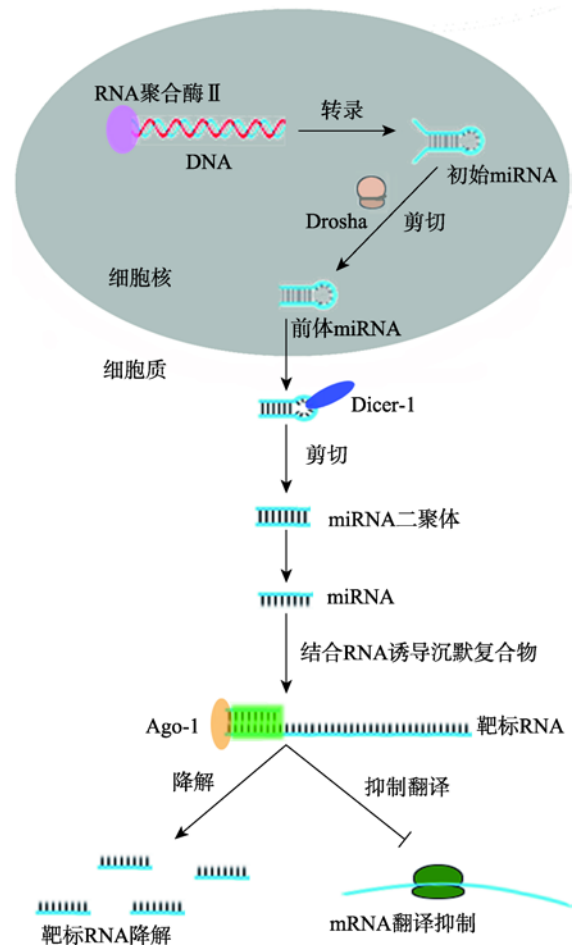 RNA聚合酶Ⅱ
转录
DNA
初始miRNA
Drosha
剪切
细胞核
前体miRNA
细胞质
Dicer-1
剪切
miRNA二聚体
miRNA
结合RNA诱导沉默复合物
Ago-1
靶标RNA
降解
抑制翻译
靶标RNA降解
mRNA翻译抑制